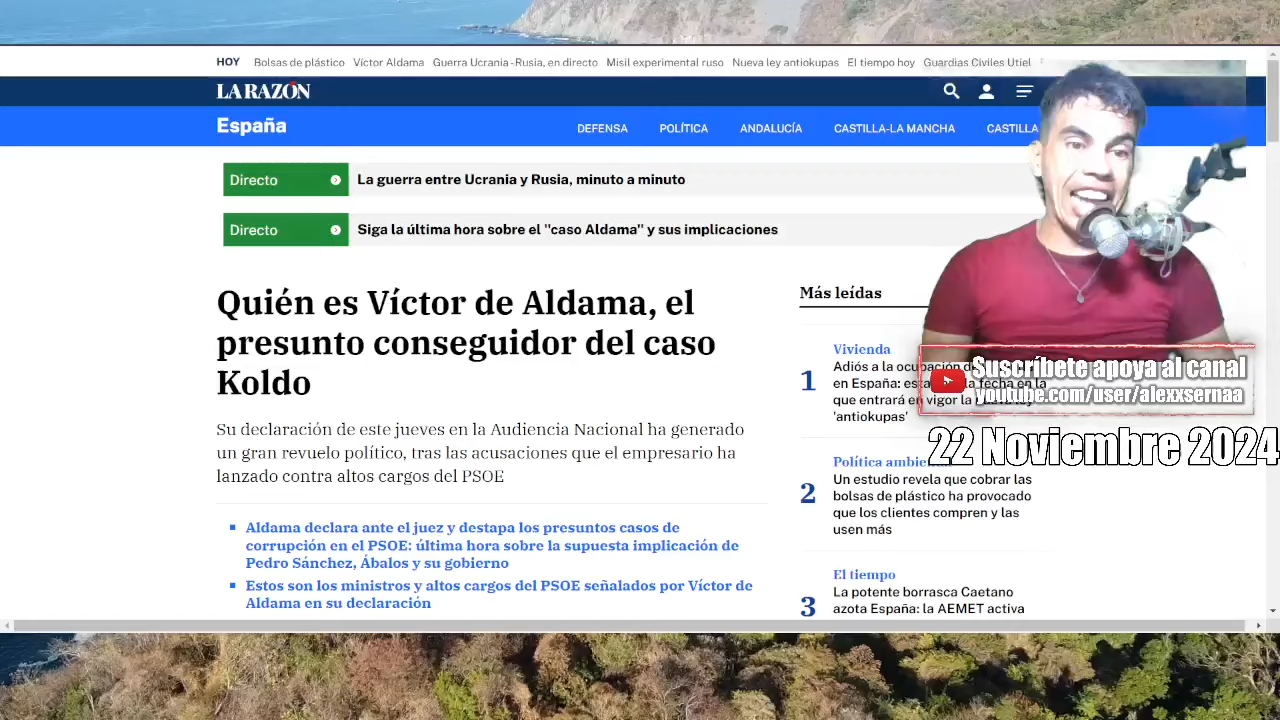 HOY Bolsas de plástico Víctor Aldama Guerra Ucrania-Rusia, en directo Misil experimental ruso Nueva ley antiokupas El tiempo hoy Guardias Civiles Utiel
LA RAZÓN
España
DEFENSA POLÍTICA ANDALUCÍA CASTILLA-LA MANCHA CASTILLA
Directo
La guerra entre Ucrania y Rusia, minuto a minuto
Directo
Siga la última hora sobre el "caso Aldama" y sus implicaciones
Quién es Víctor de Aldama, el
presunto conseguidor del caso
Koldo
Su declaración de este jueves en la Audiencia Nacional ha generado
un gran revuelo político, tras las acusaciones que el empresario ha
lanzado contra altos cargos del PSOE
Aldama declara ante el juez y destapa los presuntos casos de
corrupción en el PSOE: última hora sobre la supuesta implicación de
Pedro Sánchez, Ábalos y su gobierno
Estos son los ministros y altos cargos del PSOE señalados por Víctor de
Aldama en su declaración
Más leídas
1
Vivienda
Adiós a la ocupación
en España: la fecha en la
que entrará en vigor la
'antiokupas'
2
Política
Un estudio revela que cobrar las
bolsas de plástico ha provocado
que los clientes compren y las
usen más
3
El tiempo
La potente borrasca Caetano
azota España: la AEMET activa
Suscríbete apoya al canal
youtube.com/user/alexxsernaa
22 Noviembre 2024